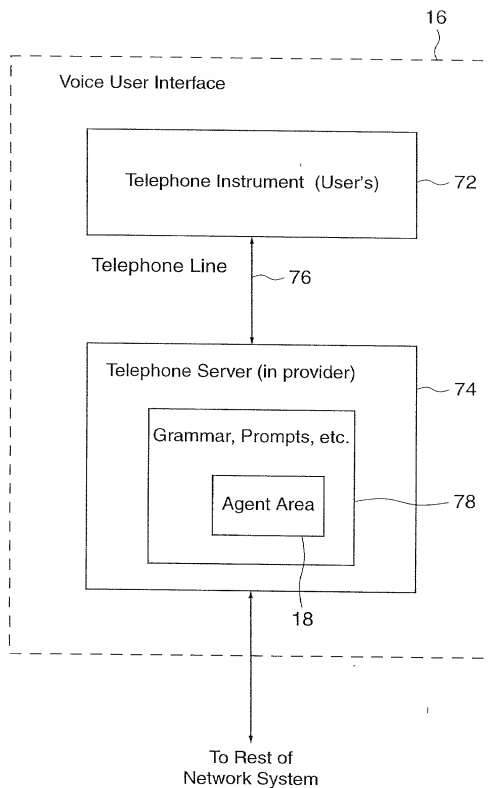 16
Voice User Interface
Telephone Instrument (User's)
72
Telephone Line
76
Telephone Server (in provider)
74
Grammar, Prompts, etc.
Agent Area
78
18
To Rest of
Network System